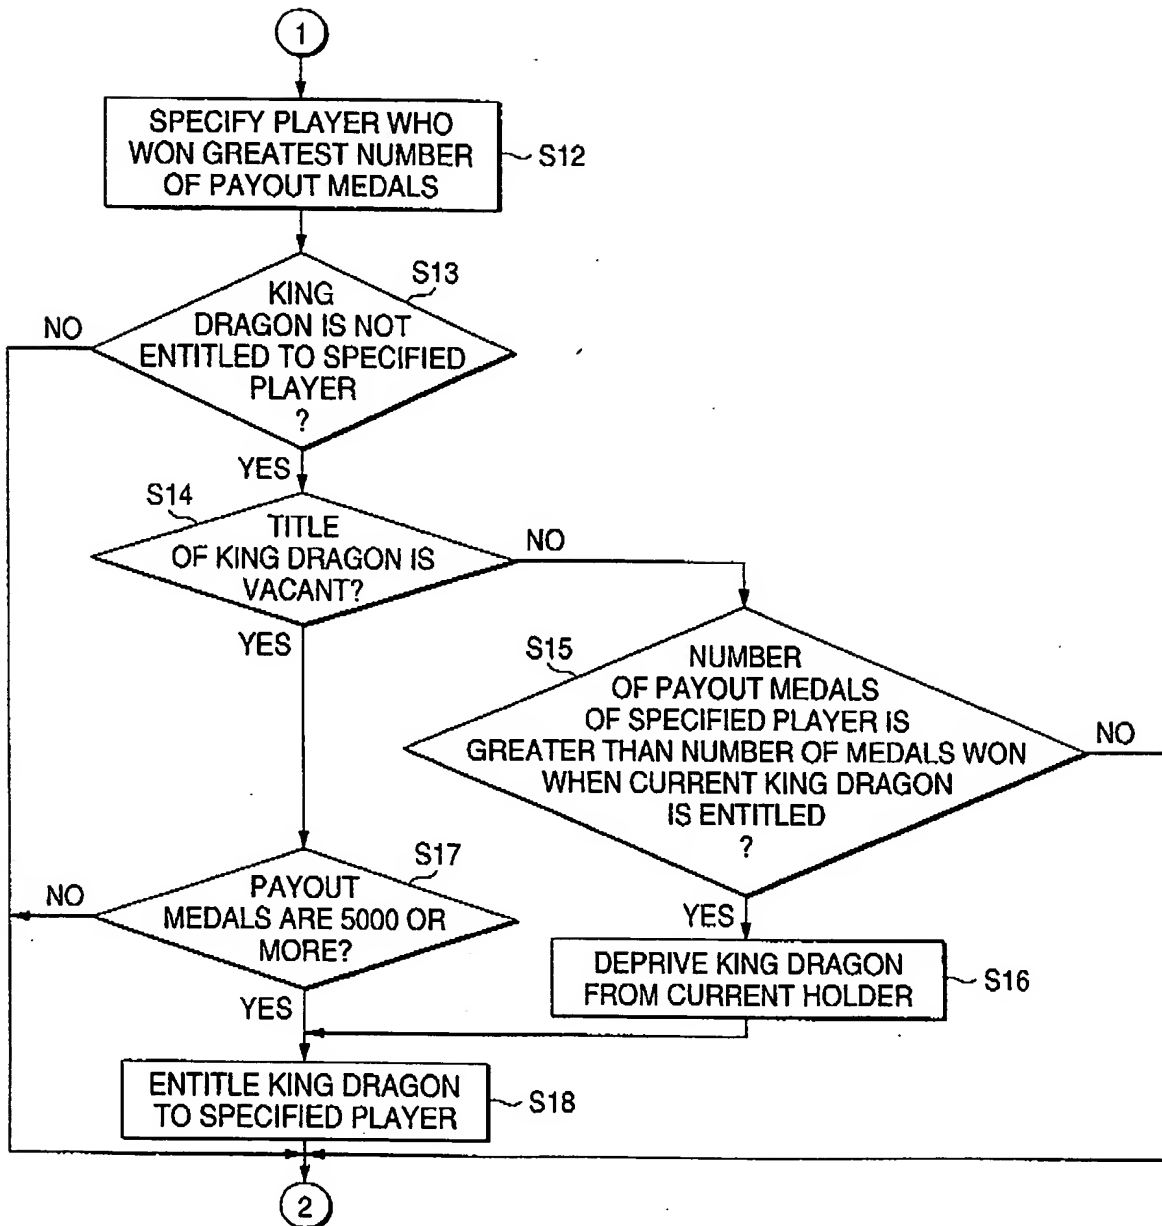 1
SPECIFY PLAYER WHO
WON GREATEST NUMBER
OF PAYOUT MEDALS
S12
S13
KING
DRAGON IS NOT
ENTITLED TO SPECIFIED
PLAYER
?
NO
YES
S14
TITLE
OF KING DRAGON IS
VACANT?
NO
YES
S15
NUMBER
OF PAYOUT MEDALS
OF SPECIFIED PLAYER IS
GREATER THAN NUMBER OF MEDALS WON
WHEN CURRENT KING DRAGON
IS ENTITLED
?
NO
YES
S17
PAYOUT
MEDALS ARE 5000 OR
MORE?
NO
YES
DEPRIVE KING DRAGON
FROM CURRENT HOLDER
S16
ENTITLE KING DRAGON
TO SPECIFIED PLAYER
S18
2